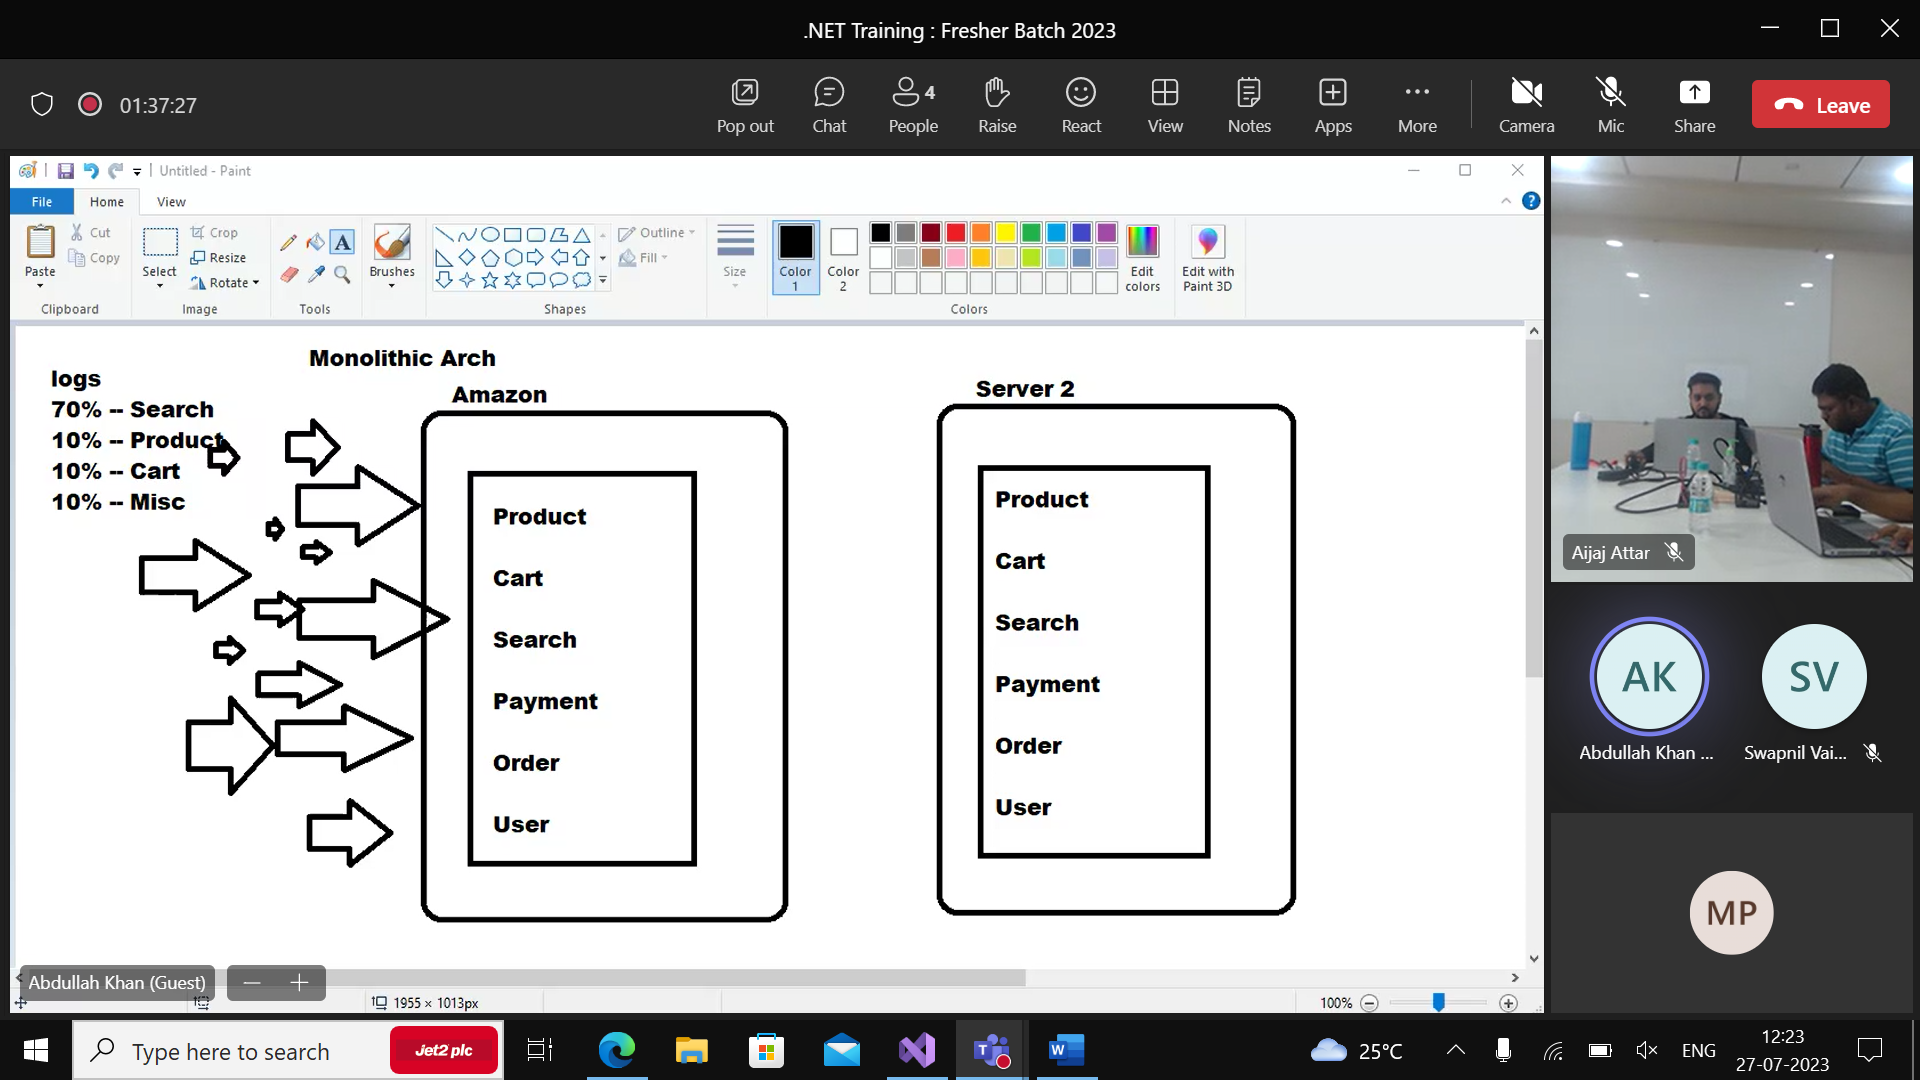 .NET Training : Fresher Batch 2023
01:37:27
Pop out
Chat
4
People
Raise
React
View
Notes
Apps
More
Camera
Mic
Share
Leave
Untitled - Paint
File
Home
View
Paste
Cut
Copy
Clipboard
Select
Crop
Resize
Rotate
Image
A
Tools
Brushes
Outline
Fill
Shapes
Size
Color
1
Color
2
Edit
colors
Colors
Edit with
Paint 3D
Monolithic Arch
logs
70% -- Search
10% -- Product
10% -- Cart
10% -- Misc
Amazon
Product
Cart
Search
Payment
Order
User
Server 2
Product
Cart
Search
Payment
Order
User
Abdullah Khan (Guest)
1955 × 1013px
100%
Aijaj Attar
AK
Abdullah Khan ...
SV
Swapnil Vai...
MP
Type here to search
Jet2 plc
25°C
ENG
12:23
27-07-2023